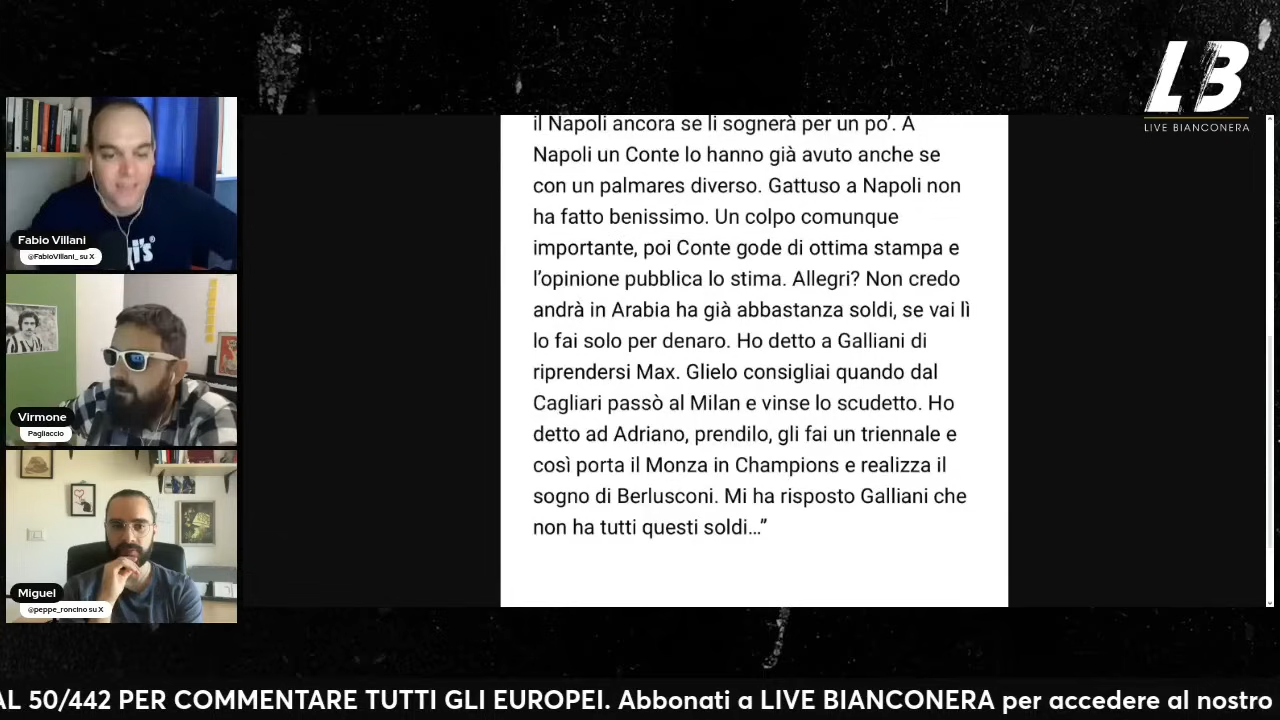 LB
LIVE BIANCONERA
il Napoli ancora se li sognerà per un po’. A
Napoli un Conte lo hanno già avuto anche se
con un palmares diverso. Gattuso a Napoli non
ha fatto benissimo. Un colpo comunque
importante, poi Conte gode di ottima stampa e
l’opinione pubblica lo stima. Allegri? Non credo
andrà in Arabia ha già abbastanza soldi, se vai lì
lo fai solo per denaro. Ho detto a Galliani di
riprendersi Max. Glielo consigliai quando dal
Cagliari passò al Milan e vinse lo scudetto. Ho
detto ad Adriano, prendilo, gli fai un triennale e
così porta il Monza in Champions e realizza il
sogno di Berlusconi. Mi ha risposto Galliani che
non ha tutti questi soldi...”
Fabio Villani
@FabioVillani_ su X
Virmone
Pagliaccio
Miguel
@peppe_roncino su X
AL 50/442 PER COMMENTARE TUTTI GLI EUROPEI. Abbonati a LIVE BIANCONERA per accedere al nostro